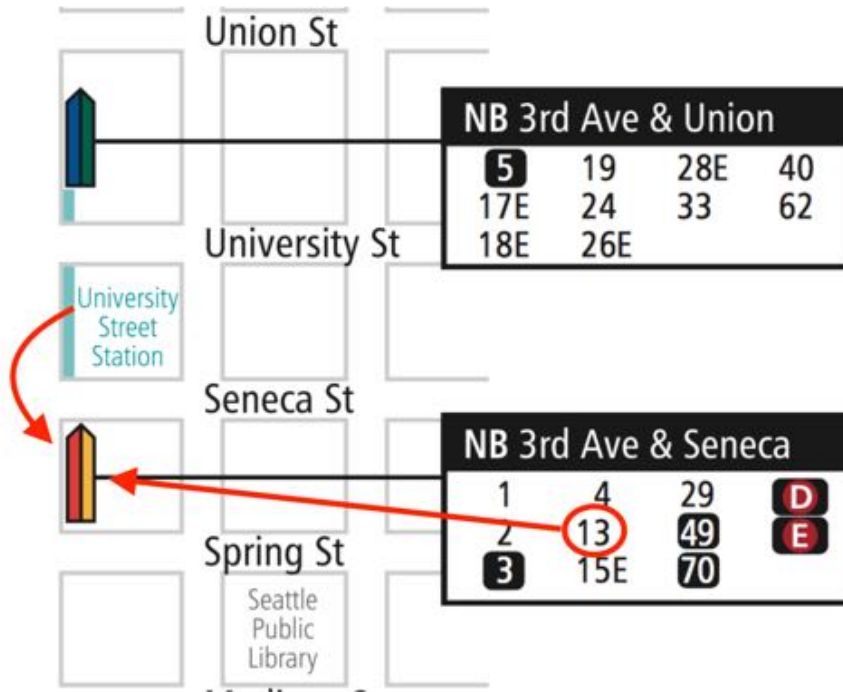 Union St
NB 3rd Ave & Union
5 19 28E 40
17E 24 33 62
18E 26E
University St
University
Street
Station
Seneca St
NB 3rd Ave & Seneca
1 4 29 D
2 13 49 E
3 15E 70
Spring St
Seattle
Public
Library